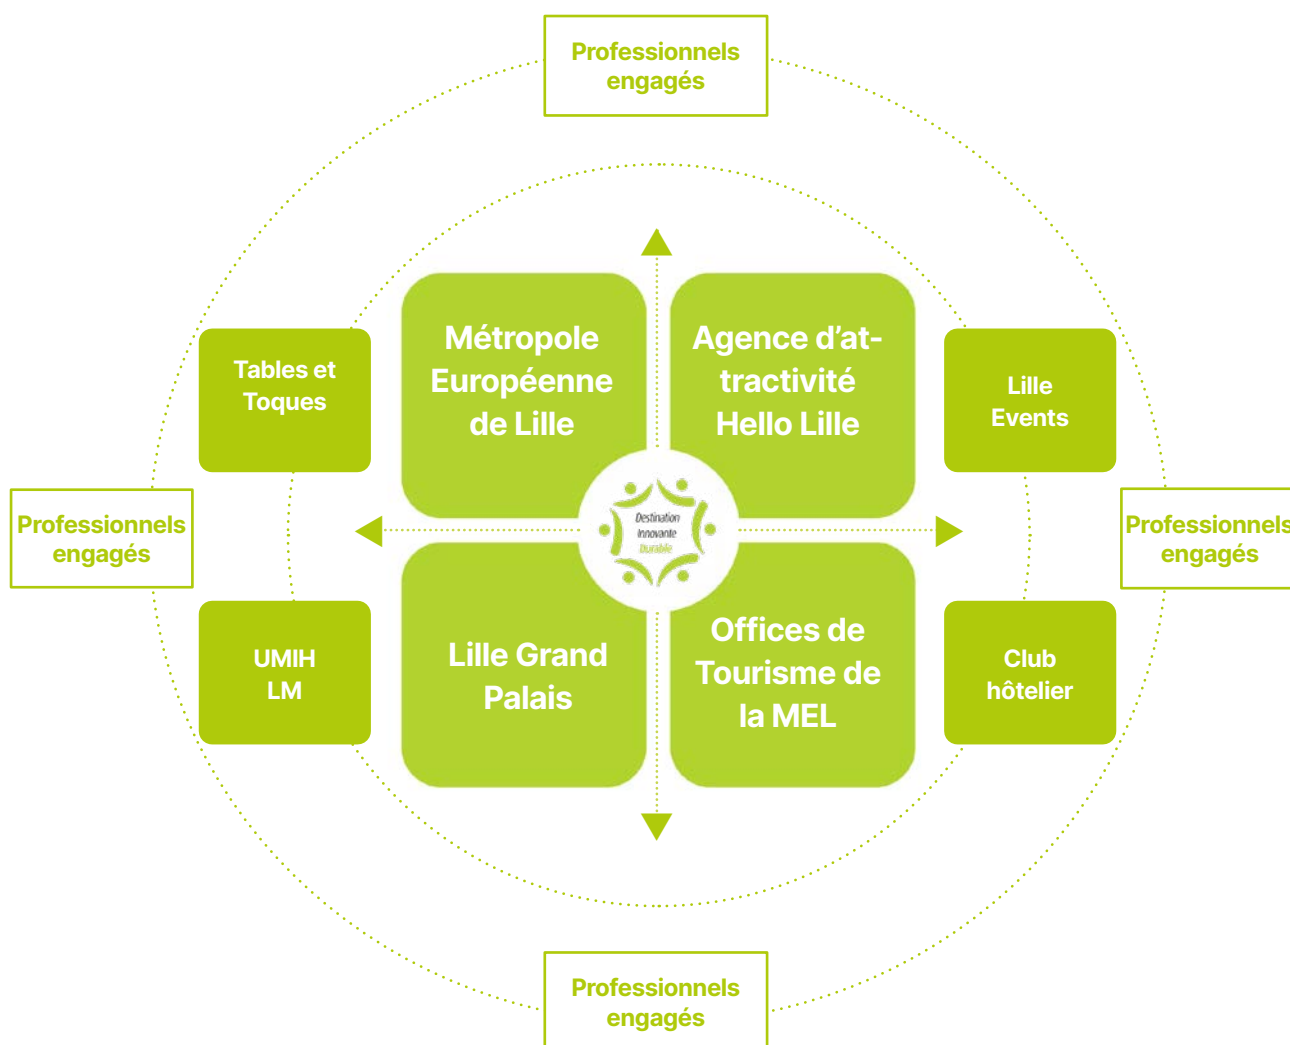 Professionnels
engagés
Métropole
Européenne
de Lille
Agence d’at-
tractivité
Hello Lille
Tables et
Toques
Lille
Events
Professionnels
engagés
Destination
Innovante
Durable
Professionnels
engagés
UMIH
LM
Lille Grand
Palais
Offices de
Tourisme de
la MEL
Club
hôtelier
Professionnels
engagés